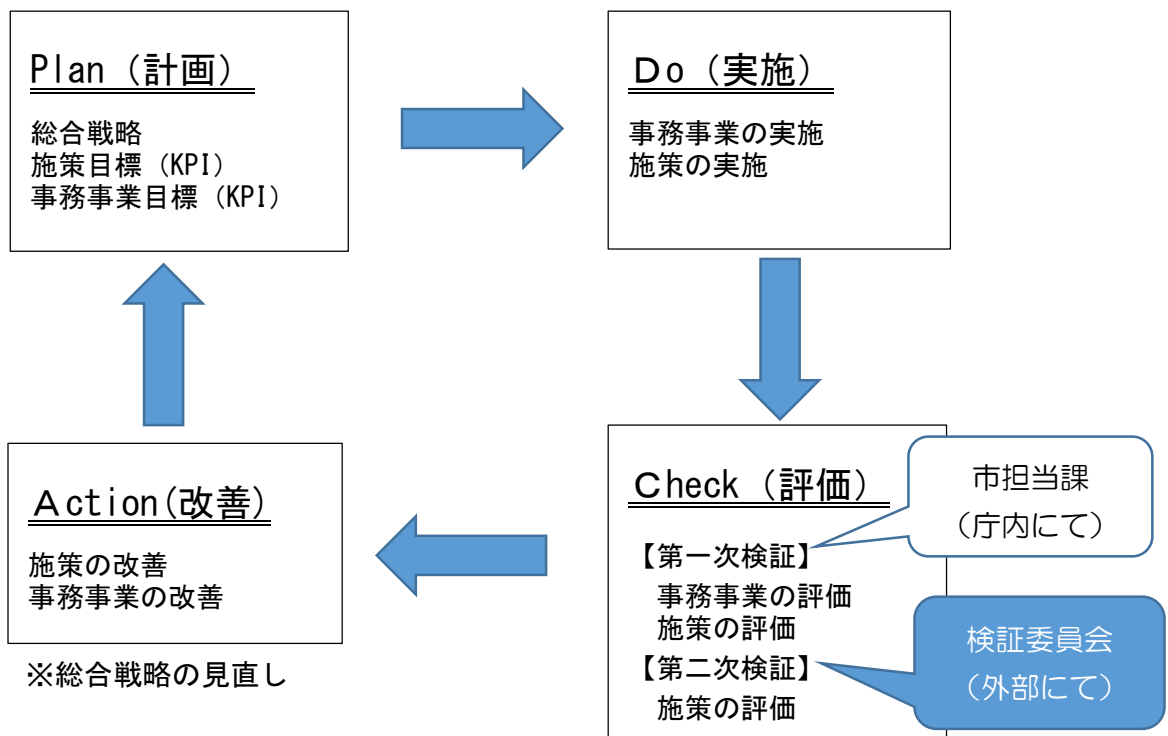 Plan（計画）
総合戦略
施策目標（KPI）
事務事業目標（KPI）
Ｄo（実施）
事務事業の実施
施策の実施
Ａction(改善)
施策の改善
事務事業の改善
※総合戦略の見直し
Ｃheck（評価）
【第一次検証】
事務事業の評価
施策の評価
【第二次検証】
施策の評価
市担当課
（庁内にて）
検証委員会
（外部にて）